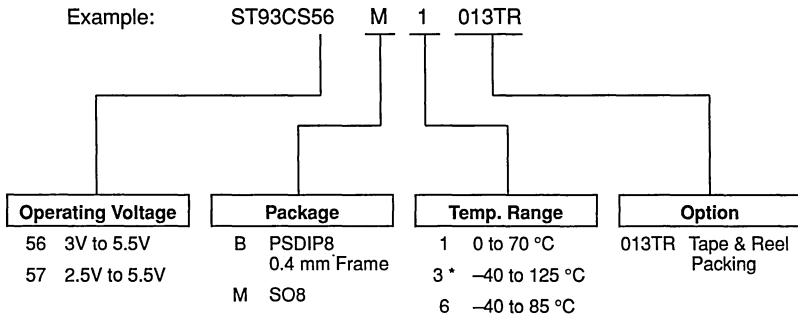 Example: ST93CS56 M 1 013TR
Operating Voltage
56 3V to 5.5V
57 2.5V to 5.5V
Package
B PSDIP8
0.4 mm Frame
M SO8
Temp. Range
1 0 to 70 °C
3 * –40 to 125 °C
6 –40 to 85 °C
Option
013TR Tape & Reel
Packing